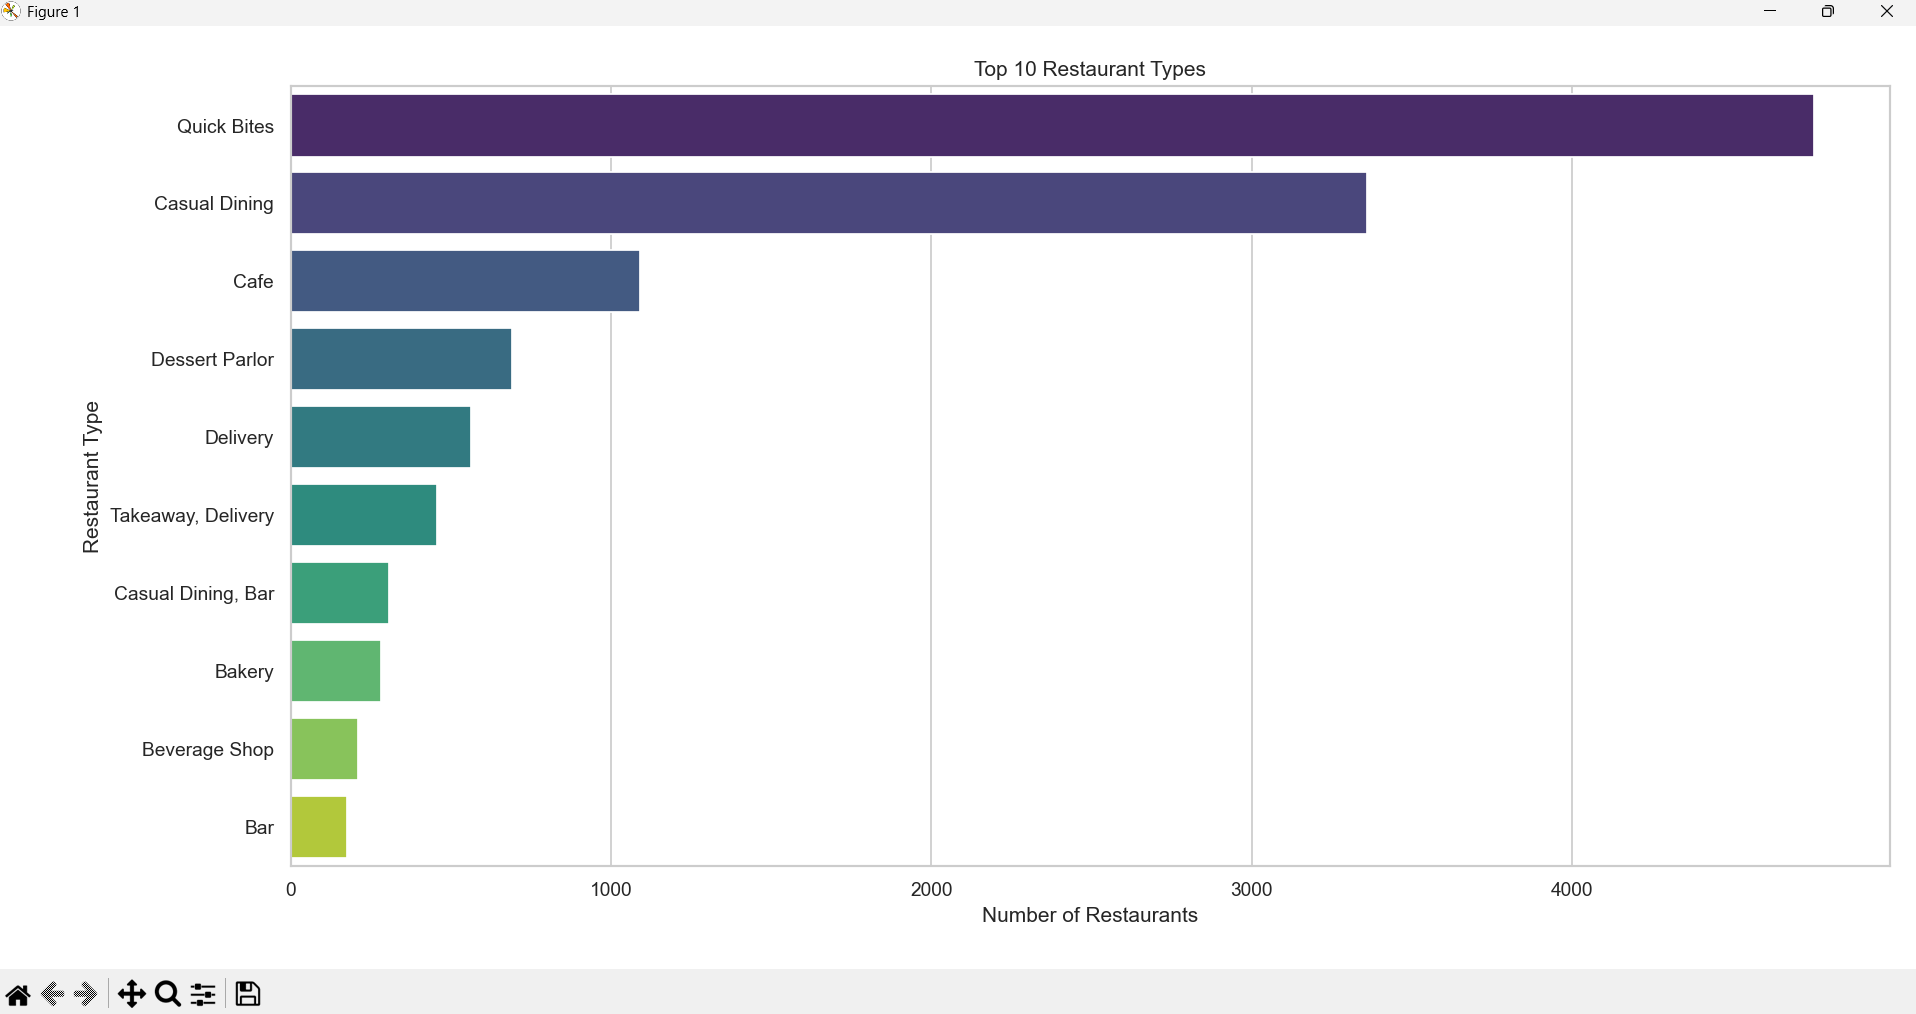 Figure 1
Top 10 Restaurant Types
Quick Bites
Casual Dining
Cafe
Dessert Parlor
Delivery
Takeaway, Delivery
Casual Dining, Bar
Bakery
Beverage Shop
Bar
Restaurant Type
0 1000 2000 3000 4000
Number of Restaurants